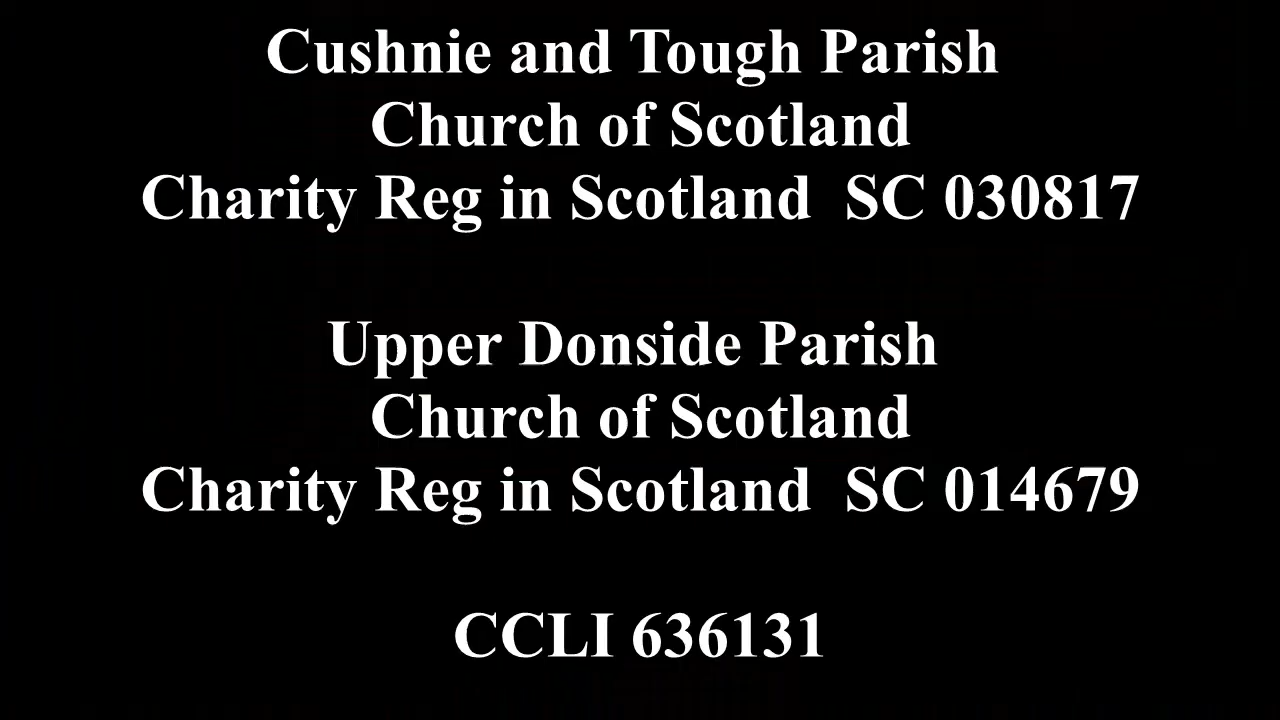 Cushnie and Tough Parish
Church of Scotland
Charity Reg in Scotland  SC 030817
Upper Donside Parish
Church of Scotland
Charity Reg in Scotland  SC 014679
CCLI 636131